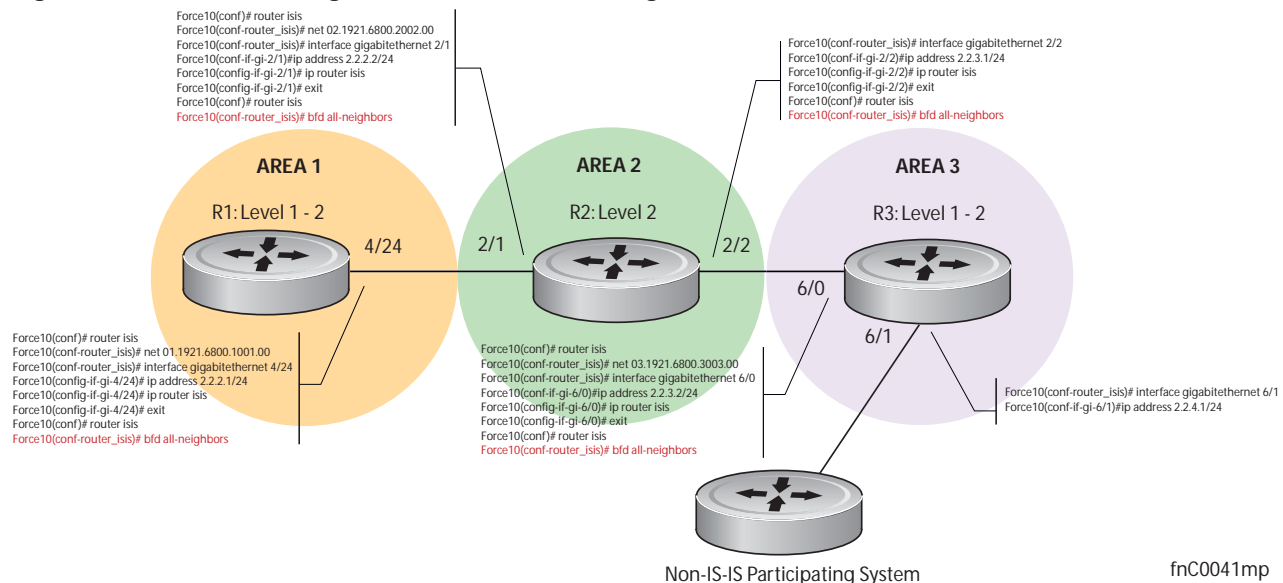 Force10(conf)# router isis
Force10(conf-router_isis)# net 02.1921.6800.2002.00
Force10(conf-router_isis)# interface gigabitethernet 2/1
Force10(conf-if-gi-2/1)#ip address 2.2.2.2/24
Force10(config-if-gi-2/1)# ip router isis
Force10(config-if-gi-2/1)# exit
Force10(conf)# router isis
Force10(conf-router_isis)# bfd all-neighbors
Force10(conf-router_isis)# interface gigabitethernet 2/2
Force10(conf-if-gi-2/2)#ip address 2.2.3.1/24
Force10(config-if-gi-2/2)# ip router isis
Force10(config-if-gi-2/2)# exit
Force10(conf)# router isis
Force10(conf-router_isis)# bfd all-neighbors
AREA 1
AREA 2
AREA 3
R1: Level 1 - 2
R2: Level 2
R3: Level 1 - 2
4/24
2/1
2/2
6/0
6/1
Force10(conf)# router isis
Force10(conf-router_isis)# net 01.1921.6800.1001.00
Force10(conf-router_isis)# interface gigabitethernet 4/24
Force10(config-if-gi-4/24)# ip address 2.2.2.1/24
Force10(config-if-gi-4/24)# ip router isis
Force10(config-if-gi-4/24)# exit
Force10(conf)# router isis
Force10(conf-router_isis)# bfd all-neighbors
Force10(conf)# router isis
Force10(conf-router_isis)# net 03.1921.6800.3003.00
Force10(conf-router_isis)# interface gigabitethernet 6/0
Force10(conf-if-gi-6/0)#ip address 2.2.3.2/24
Force10(config-if-gi-6/0)# ip router isis
Force10(config-if-gi-6/0)# exit
Force10(conf)# router isis
Force10(conf-router_isis)# bfd all-neighbors
Force10(conf-router_isis)# interface gigabitethernet 6/1
Force10(conf-if-gi-6/1)#ip address 2.2.4.1/24
Non-IS-IS Participating System
fnC0041mp